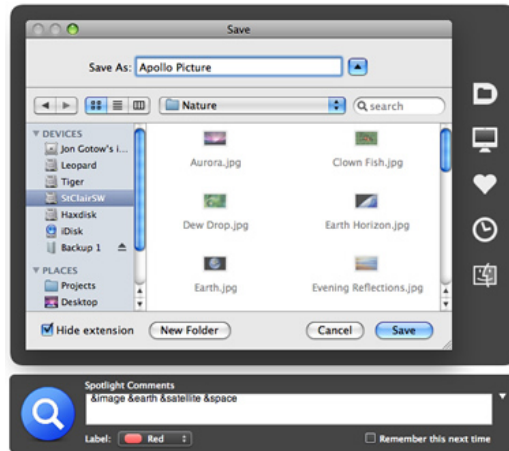 Save
Save As: Apollo Picture
Nature
search
DEVICES
Jon Gotow's i...
Leopard
Tiger
StClairSW
Haxdisk
iDisk
Backup 1
PLACES
Projects
Desktop
Aurora.jpg
Clown Fish.jpg
Dew Drop.jpg
Earth Horizon.jpg
Earth.jpg
Evening Reflections.jpg
Hide extension
New Folder
Cancel
Save
Spotlight Comments
&image &earth &satellite &space
Label: Red
Remember this next time